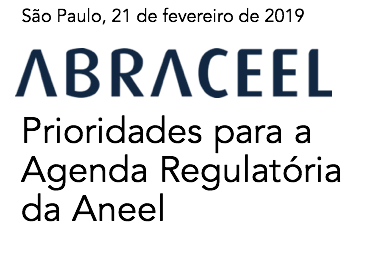 São Paulo, 21 de fevereiro de 2019
ABRACEEL
Prioridades para a
Agenda Regulatória
da Aneel